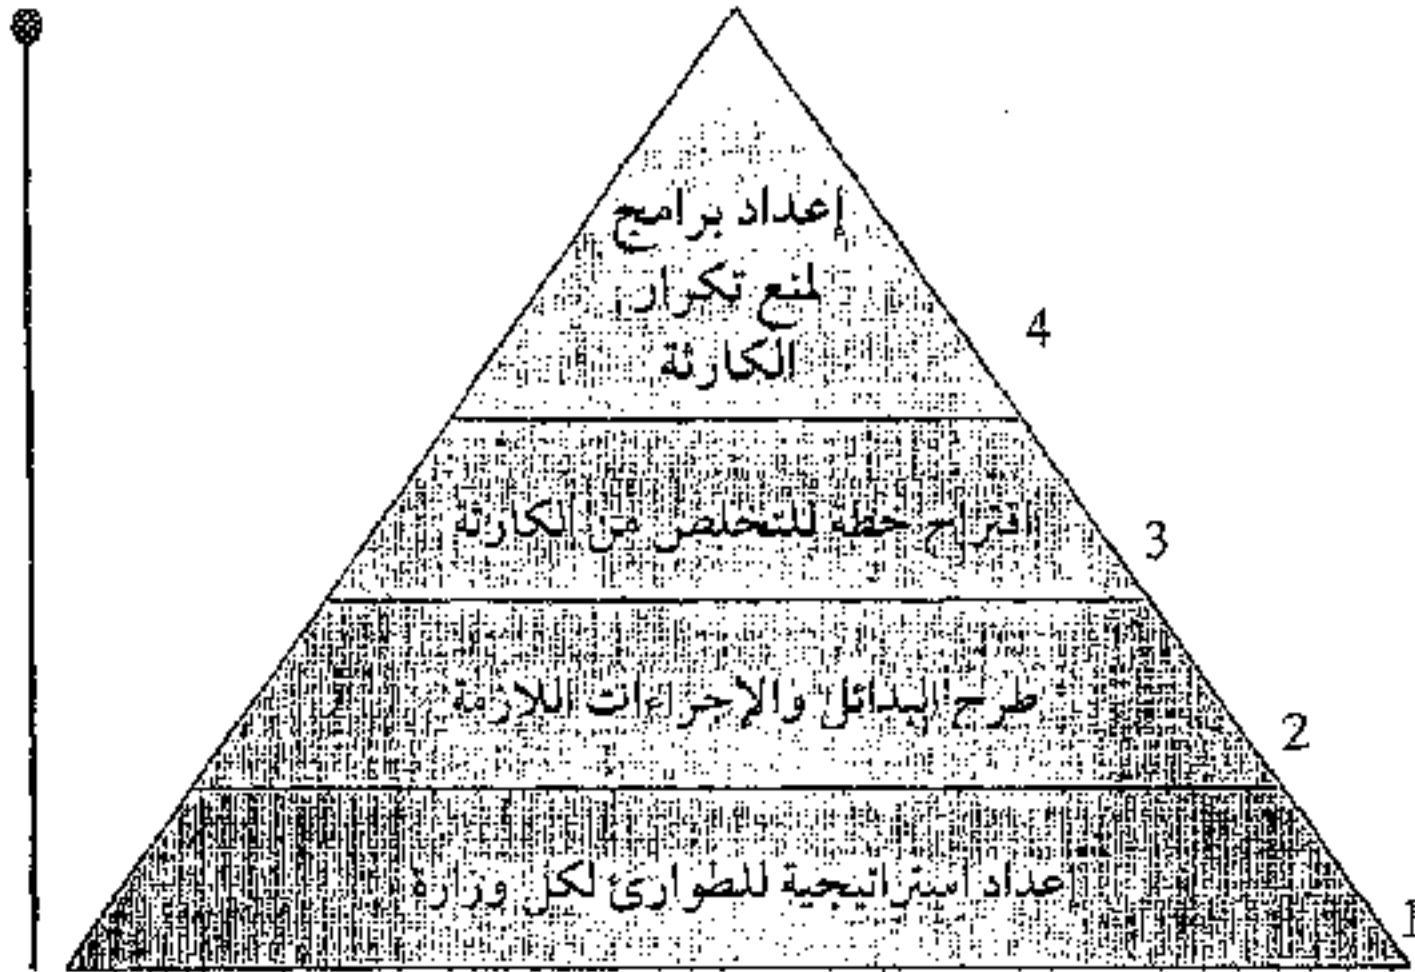 إعداد برامج
لمنع تكرار
الكارثة
4
اقتراح خطة للتخلص من الكارثة
3
طرح البدائل والإجراءات اللازمة
2
إعداد استراتيجية للطوارئ لكل وزارة
1